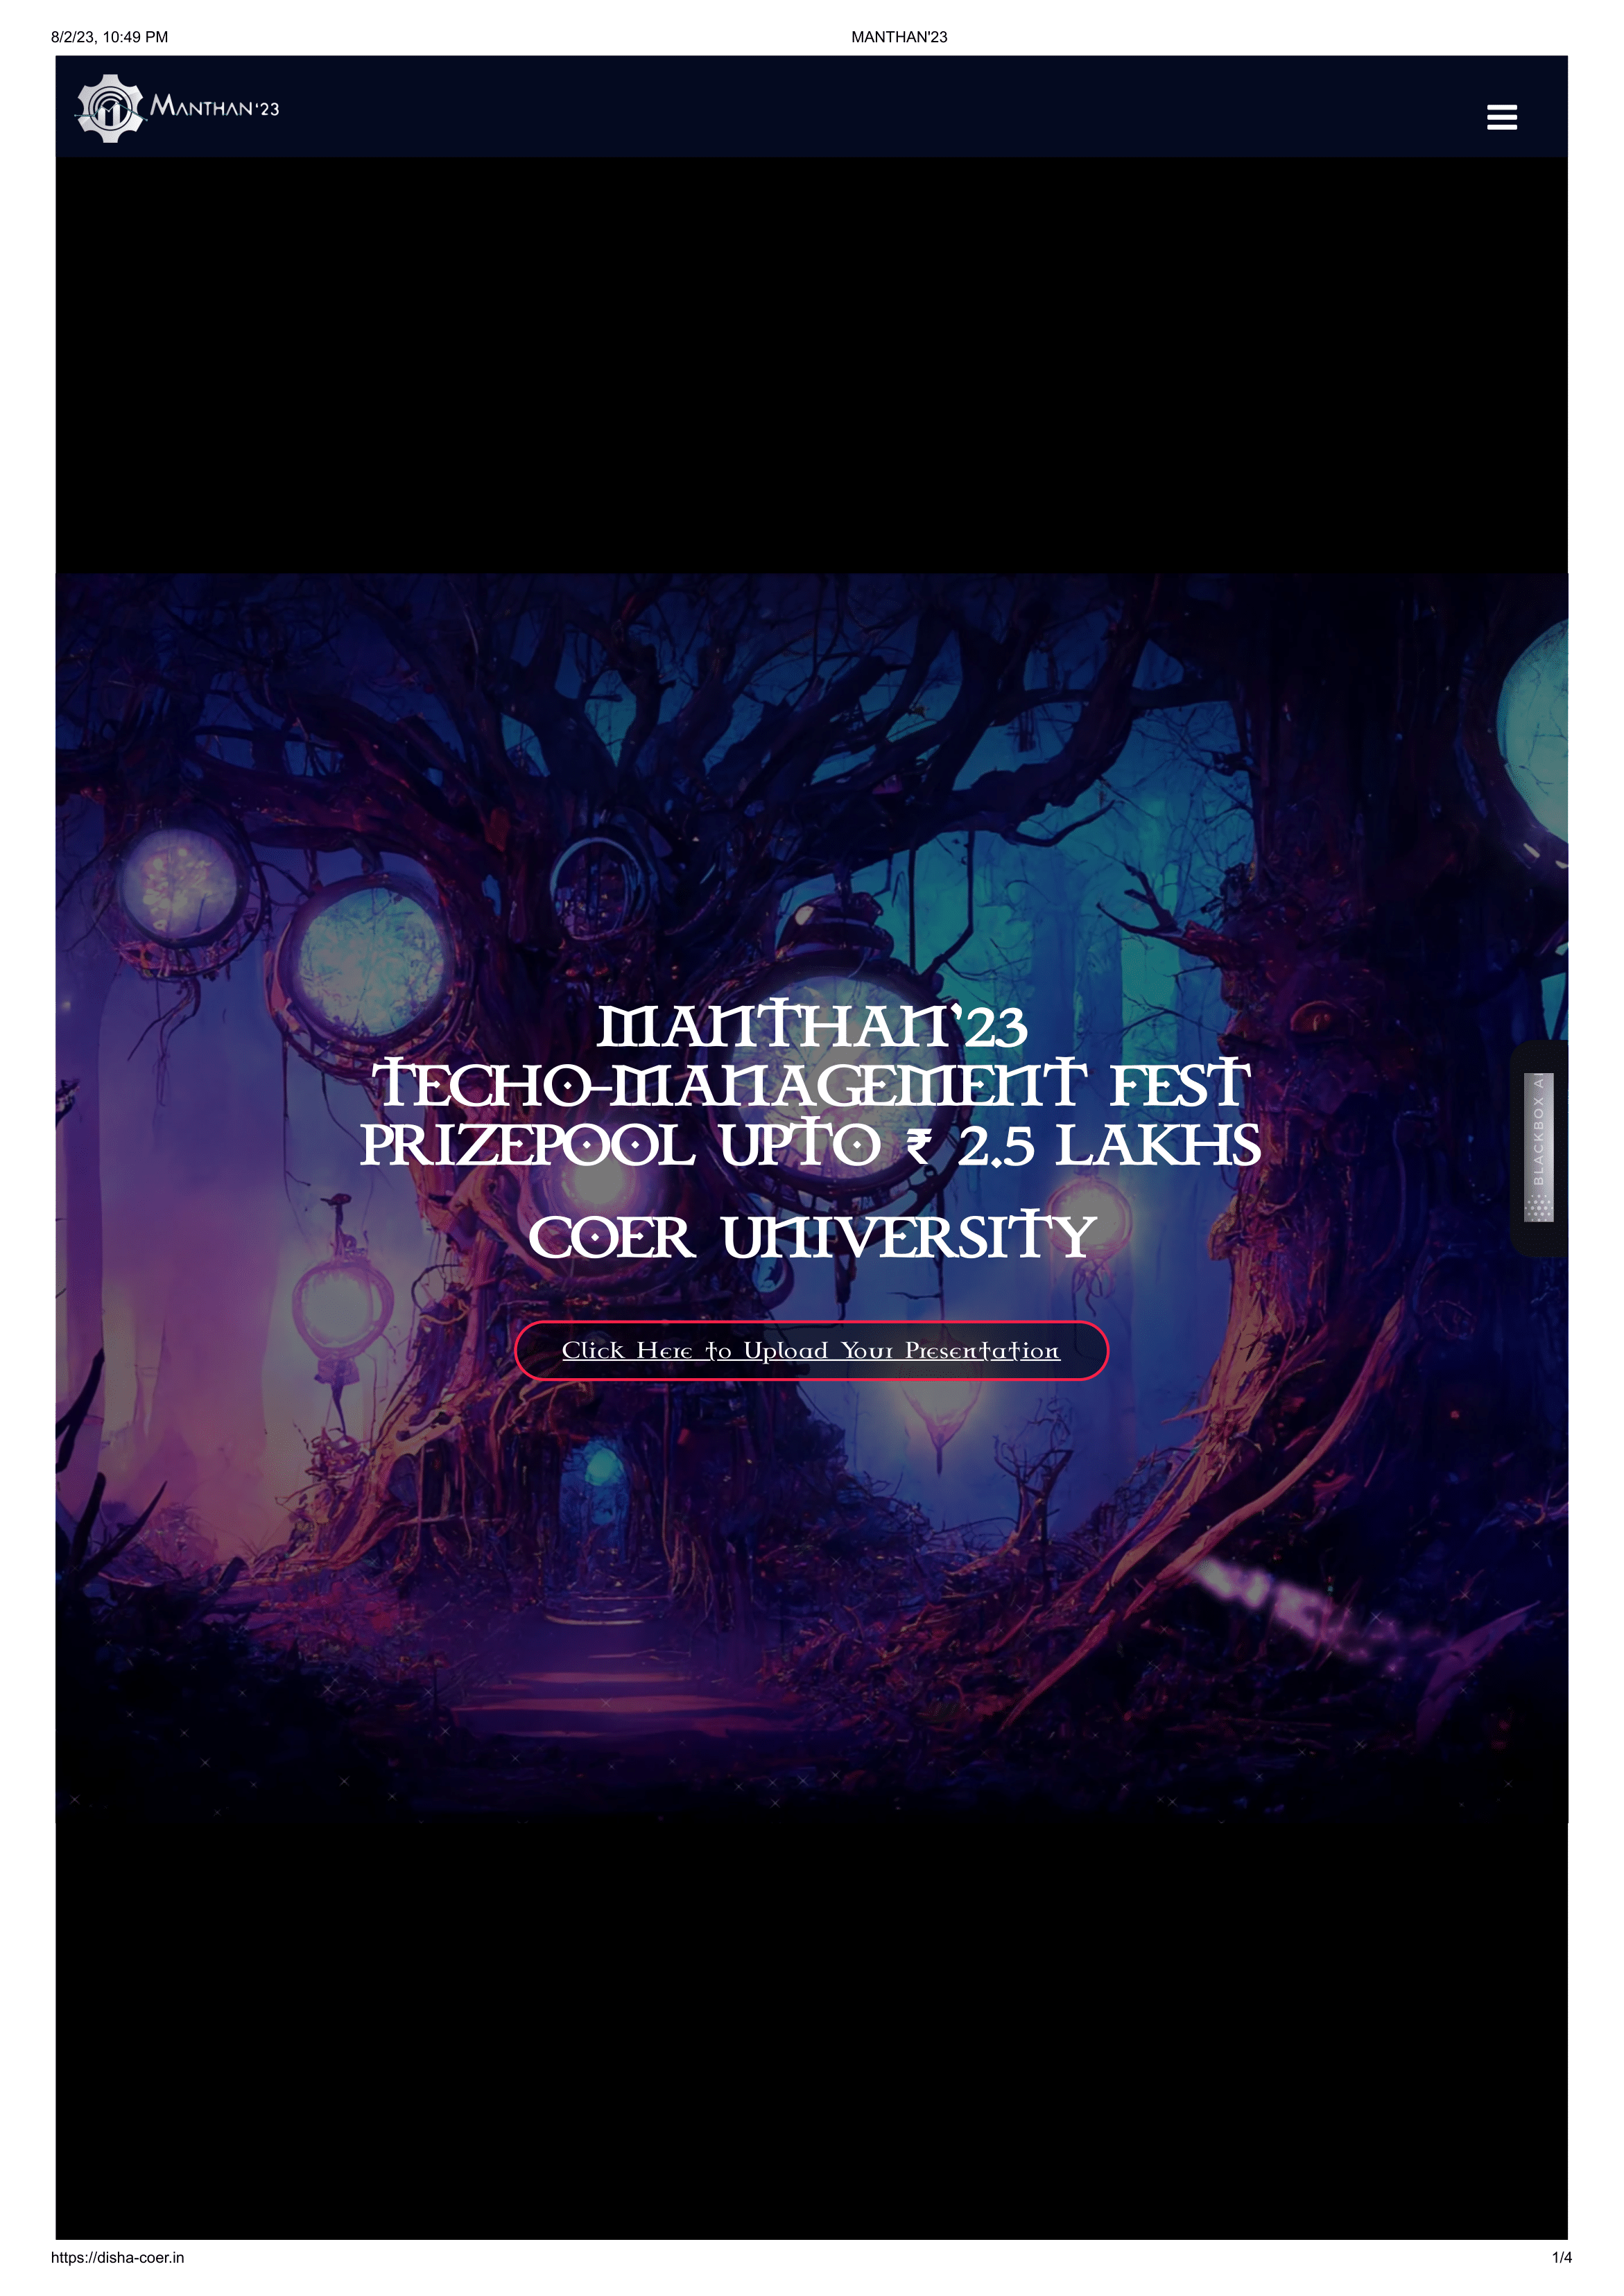 8/2/23, 10:49 PM MANTHAN'23
MANTHAN'23
MANTHAN'23
TECHO-MANAGEMENT FEST
PRIZEPOOL UPTO ₹ 2.5 LAKHS
COER UNIVERSITY
Click Here to Upload Your Presentation
BLACKBOX A
https://disha-coer.in 1/4